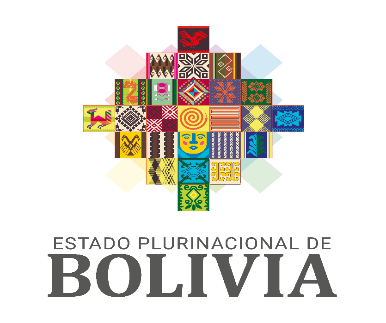 ESTADO PLURINACIONAL DE
BOLIVIA